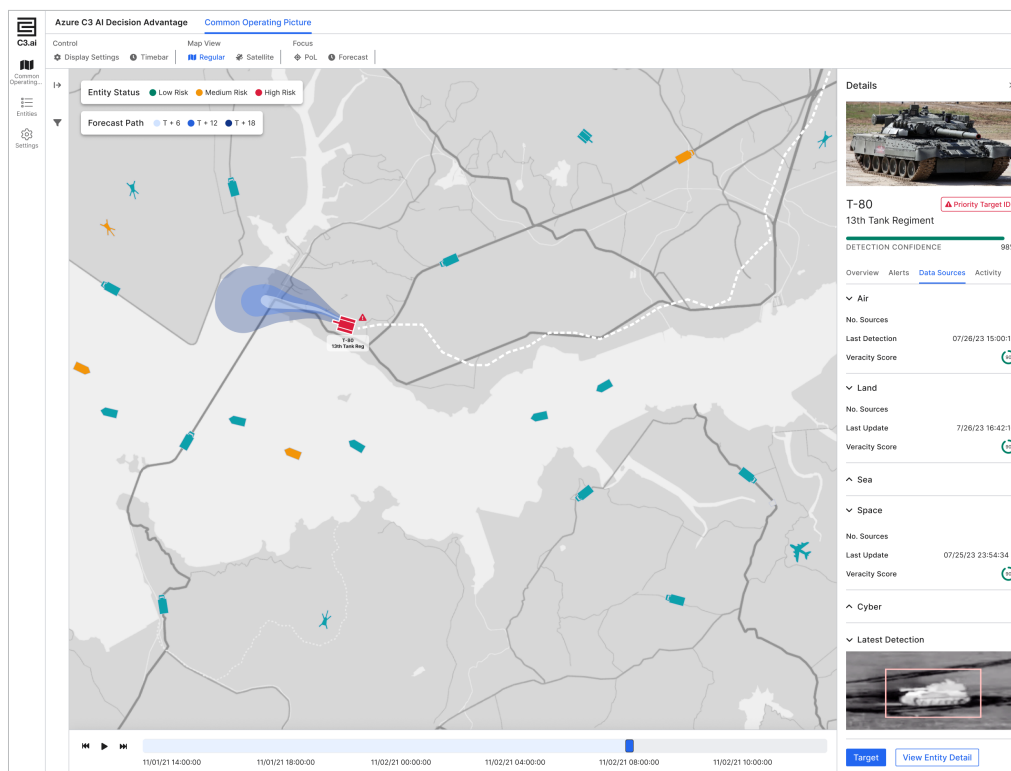 Azure C3 AI Decision Advantage
Common Operating Picture
C3.ai
Common
Operating...
Entities
Settings
Control
Map View
Focus
Display Settings
Timebar
Regular
Satellite
PoL
Forecast
Entity Status
Low Risk
Medium Risk
High Risk
Forecast Path
T + 6
T + 12
T + 18
T-80
13th Tank Reg
11/01/21 14:00:00
11/01/21 18:00:00
11/02/21 00:00:00
11/02/21 04:00:00
11/02/21 08:00:00
11/02/21 10:00:00
Details
T-80
Priority Target ID
13th Tank Regiment
DETECTION CONFIDENCE
98%
Overview
Alerts
Data Sources
Activity
Air
No. Sources
Last Detection
07/26/23 15:00:1
Veracity Score
Land
No. Sources
Last Update
7/26/23 16:42:1
Veracity Score
Sea
Space
No. Sources
Last Update
07/25/23 23:54:34
Veracity Score
Cyber
Latest Detection
Target
View Entity Detail